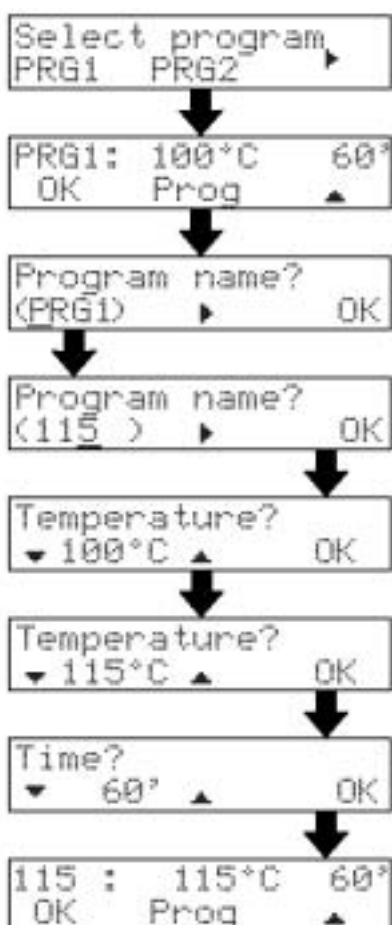 Select program ▸
PRG1 PRG2
PRG1: 100°C 60'
OK Prog ▲
Program name?
(PRG1) ▸ OK
Program name?
(115 ) ▸ OK
Temperature?
▼ 100°C ▲ OK
Temperature?
▼ 115°C ▲ OK
Time?
▼ 60' ▲ OK
115 : 115°C 60'
OK Prog ▲